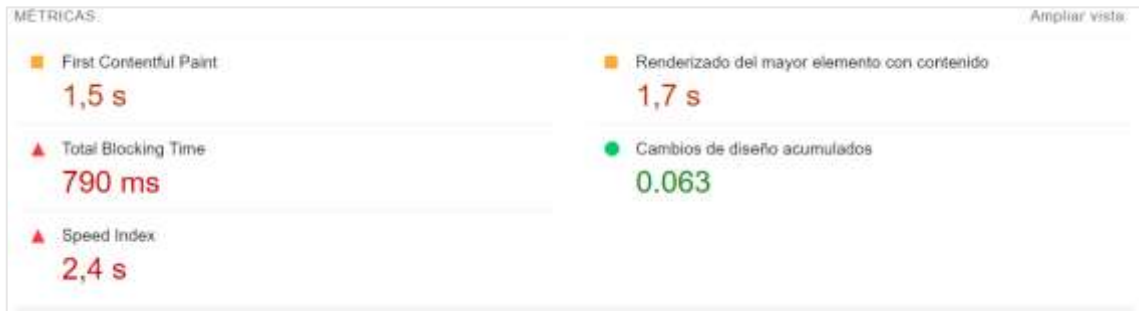 MÉTRICAS
Ampliar vista
First Contentful Paint
1,5 s
Renderizado del mayor elemento con contenido
1,7 s
Total Blocking Time
790 ms
Cambios de diseño acumulados
0.063
Speed Index
2,4 s